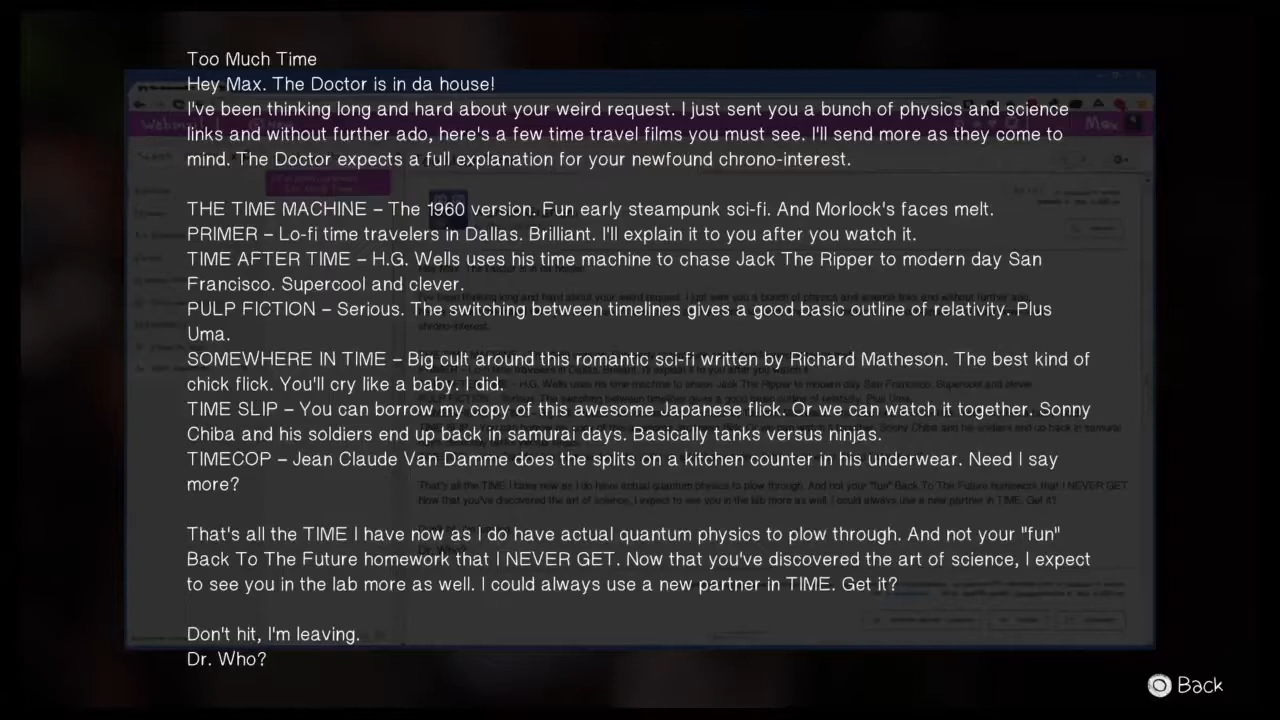 Too Much Time
Hey Max. The Doctor is in da house!
I've been thinking long and hard about your weird request. I just sent you a bunch of physics and science
links and without further ado, here's a few time travel films you must see. I'll send more as they come to
mind. The Doctor expects a full explanation for your newfound chrono-interest.
THE TIME MACHINE – The 1960 version. Fun early steampunk sci-fi. And Morlock's faces melt.
PRIMER – Lo-fi time travelers in Dallas. Brilliant. I'll explain it to you after you watch it.
TIME AFTER TIME – H.G. Wells uses his time machine to chase Jack The Ripper to modern day San
Francisco. Supercool and clever.
PULP FICTION – Serious. The switching between timelines gives a good basic outline of relativity. Plus
Uma.
SOMEWHERE IN TIME – Big cult around this romantic sci-fi written by Richard Matheson. The best kind of
chick flick. You'll cry like a baby. I did.
TIME SLIP – You can borrow my copy of this awesome Japanese flick. Or we can watch it together. Sonny
Chiba and his soldiers end up back in samurai days. Basically tanks versus ninjas.
TIMECOP – Jean Claude Van Damme does the splits on a kitchen counter in his underwear. Need I say
more?
That's all the TIME I have now as I do have actual quantum physics to plow through. And not your "fun"
Back To The Future homework that I NEVER GET. Now that you've discovered the art of science, I expect
to see you in the lab more as well. I could always use a new partner in TIME. Get it?
Don't hit, I'm leaving.
Dr. Who?
Back
Webmail
Max